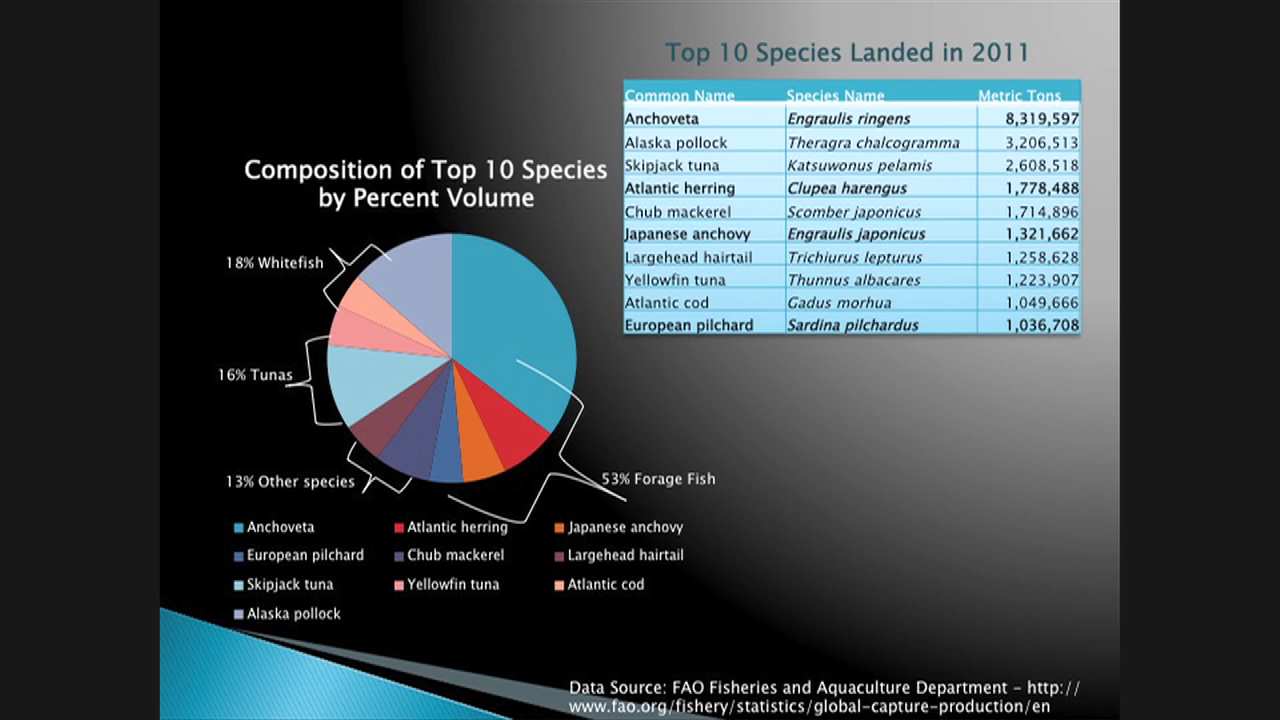 Top 10 Species Landed in 2011
Common Name Species Name Metric Tons
Anchoveta Engraulis ringens 8,319,597
Alaska pollock Theragra chalcogramma 3,206,513
Skipjack tuna Katsuwonus pelamis 2,608,518
Atlantic herring Clupea harengus 1,778,488
Chub mackerel Scomber japonicus 1,714,896
Japanese anchovy Engraulis japonicus 1,321,662
Largehead hairtail Trichiurus lepturus 1,258,628
Yellowfin tuna Thunnus albacares 1,223,907
Atlantic cod Gadus morhua 1,049,666
European pilchard Sardina pilchardus 1,036,708
Composition of Top 10 Species
by Percent Volume
18% Whitefish
16% Tunas
13% Other species
53% Forage Fish
Anchoveta Atlantic herring Japanese anchovy
European pilchard Chub mackerel Largehead hairtail
Skipjack tuna Yellowfin tuna Atlantic cod
Alaska pollock
Data Source: FAO Fisheries and Aquaculture Department – http://
www.fao.org/fishery/statistics/global-capture-production/en